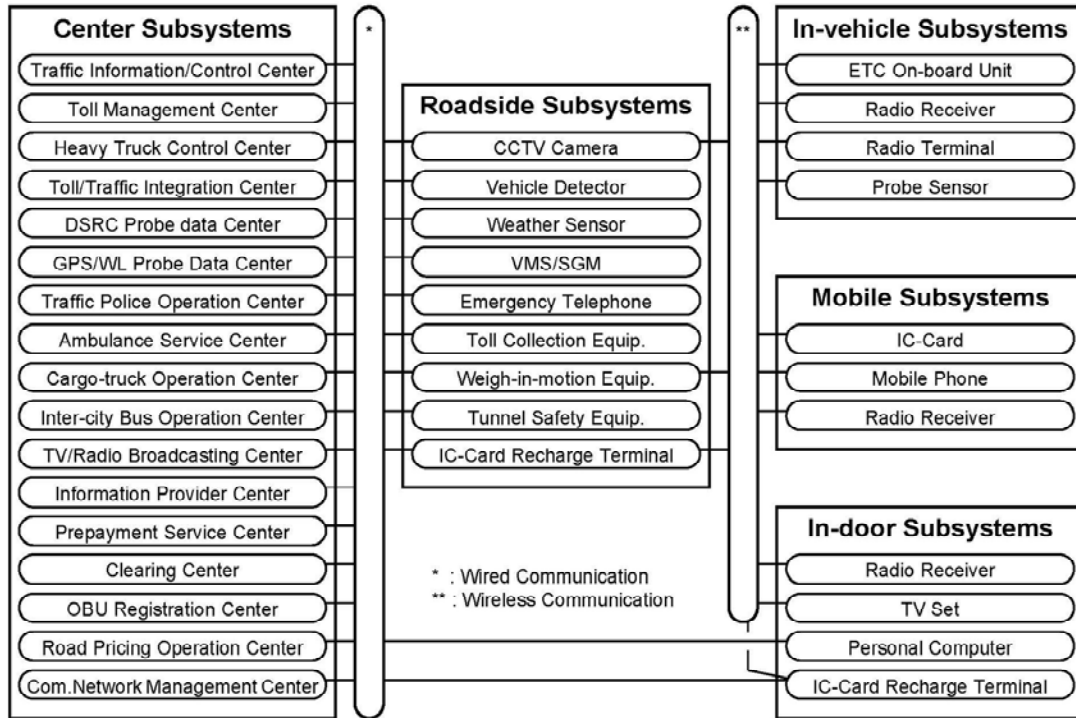 Center Subsystems
Traffic Information/Control Center
Toll Management Center
Heavy Truck Control Center
Toll/Traffic Integration Center
DSRC Probe data Center
GPS/WL Probe Data Center
Traffic Police Operation Center
Ambulance Service Center
Cargo-truck Operation Center
Inter-city Bus Operation Center
TV/Radio Broadcasting Center
Information Provider Center
Prepayment Service Center
Clearing Center
OBU Registration Center
Road Pricing Operation Center
Com.Network Management Center
*
Roadside Subsystems
CCTV Camera
Vehicle Detector
Weather Sensor
VMS/SGM
Emergency Telephone
Toll Collection Equip.
Weigh-in-motion Equip.
Tunnel Safety Equip.
IC-Card Recharge Terminal
* : Wired Communication
** : Wireless Communication
**
In-vehicle Subsystems
ETC On-board Unit
Radio Receiver
Radio Terminal
Probe Sensor
Mobile Subsystems
IC-Card
Mobile Phone
Radio Receiver
In-door Subsystems
Radio Receiver
TV Set
Personal Computer
IC-Card Recharge Terminal